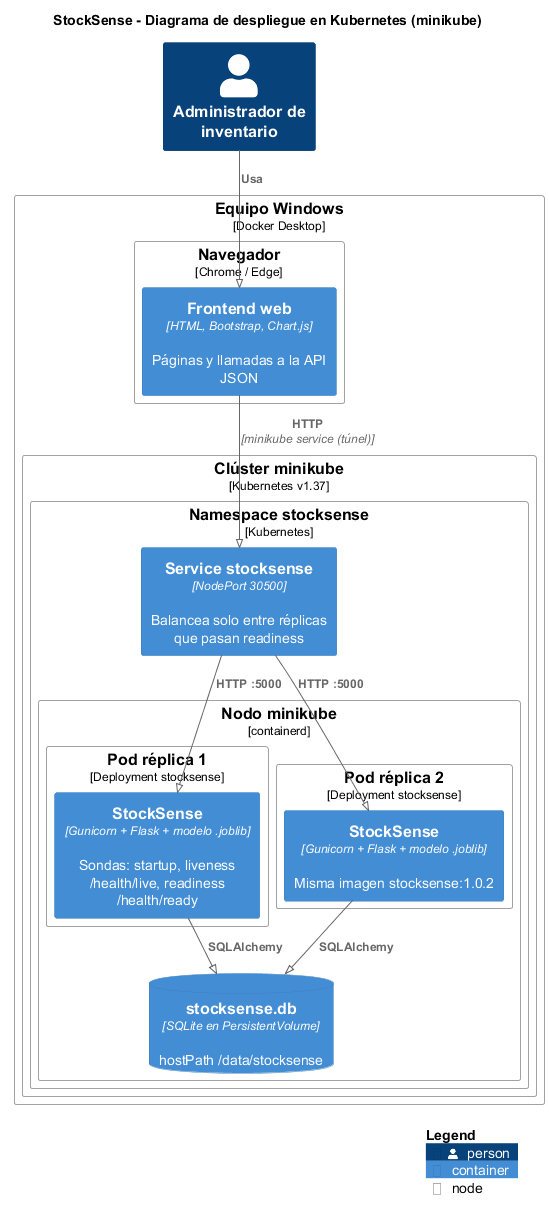 StockSense - Diagrama de despliegue en Kubernetes (minikube)
Administrador de
inventario
Usa
Equipo Windows
[Docker Desktop]
Navegador
[Chrome / Edge]
Frontend web
[HTML, Bootstrap, Chart.js]
Páginas y llamadas a la API
JSON
HTTP
[minikube service (túnel)]
Clúster minikube
[Kubernetes v1.37]
Namespace stocksense
[Kubernetes]
Service stocksense
[NodePort 30500]
Balancea solo entre réplicas
que pasan readiness
HTTP :5000
HTTP :5000
Nodo minikube
[containerd]
Pod réplica 1
[Deployment stocksense]
StockSense
[Gunicorn + Flask + modelo .joblib]
Sondas: startup, liveness
/health/live, readiness
/health/ready
Pod réplica 2
[Deployment stocksense]
StockSense
[Gunicorn + Flask + modelo .joblib]
Misma imagen stocksense:1.0.2
SQLAlchemy
SQLAlchemy
stocksense.db
[SQLite en PersistentVolume]
hostPath /data/stocksense
Legend
person
container
node